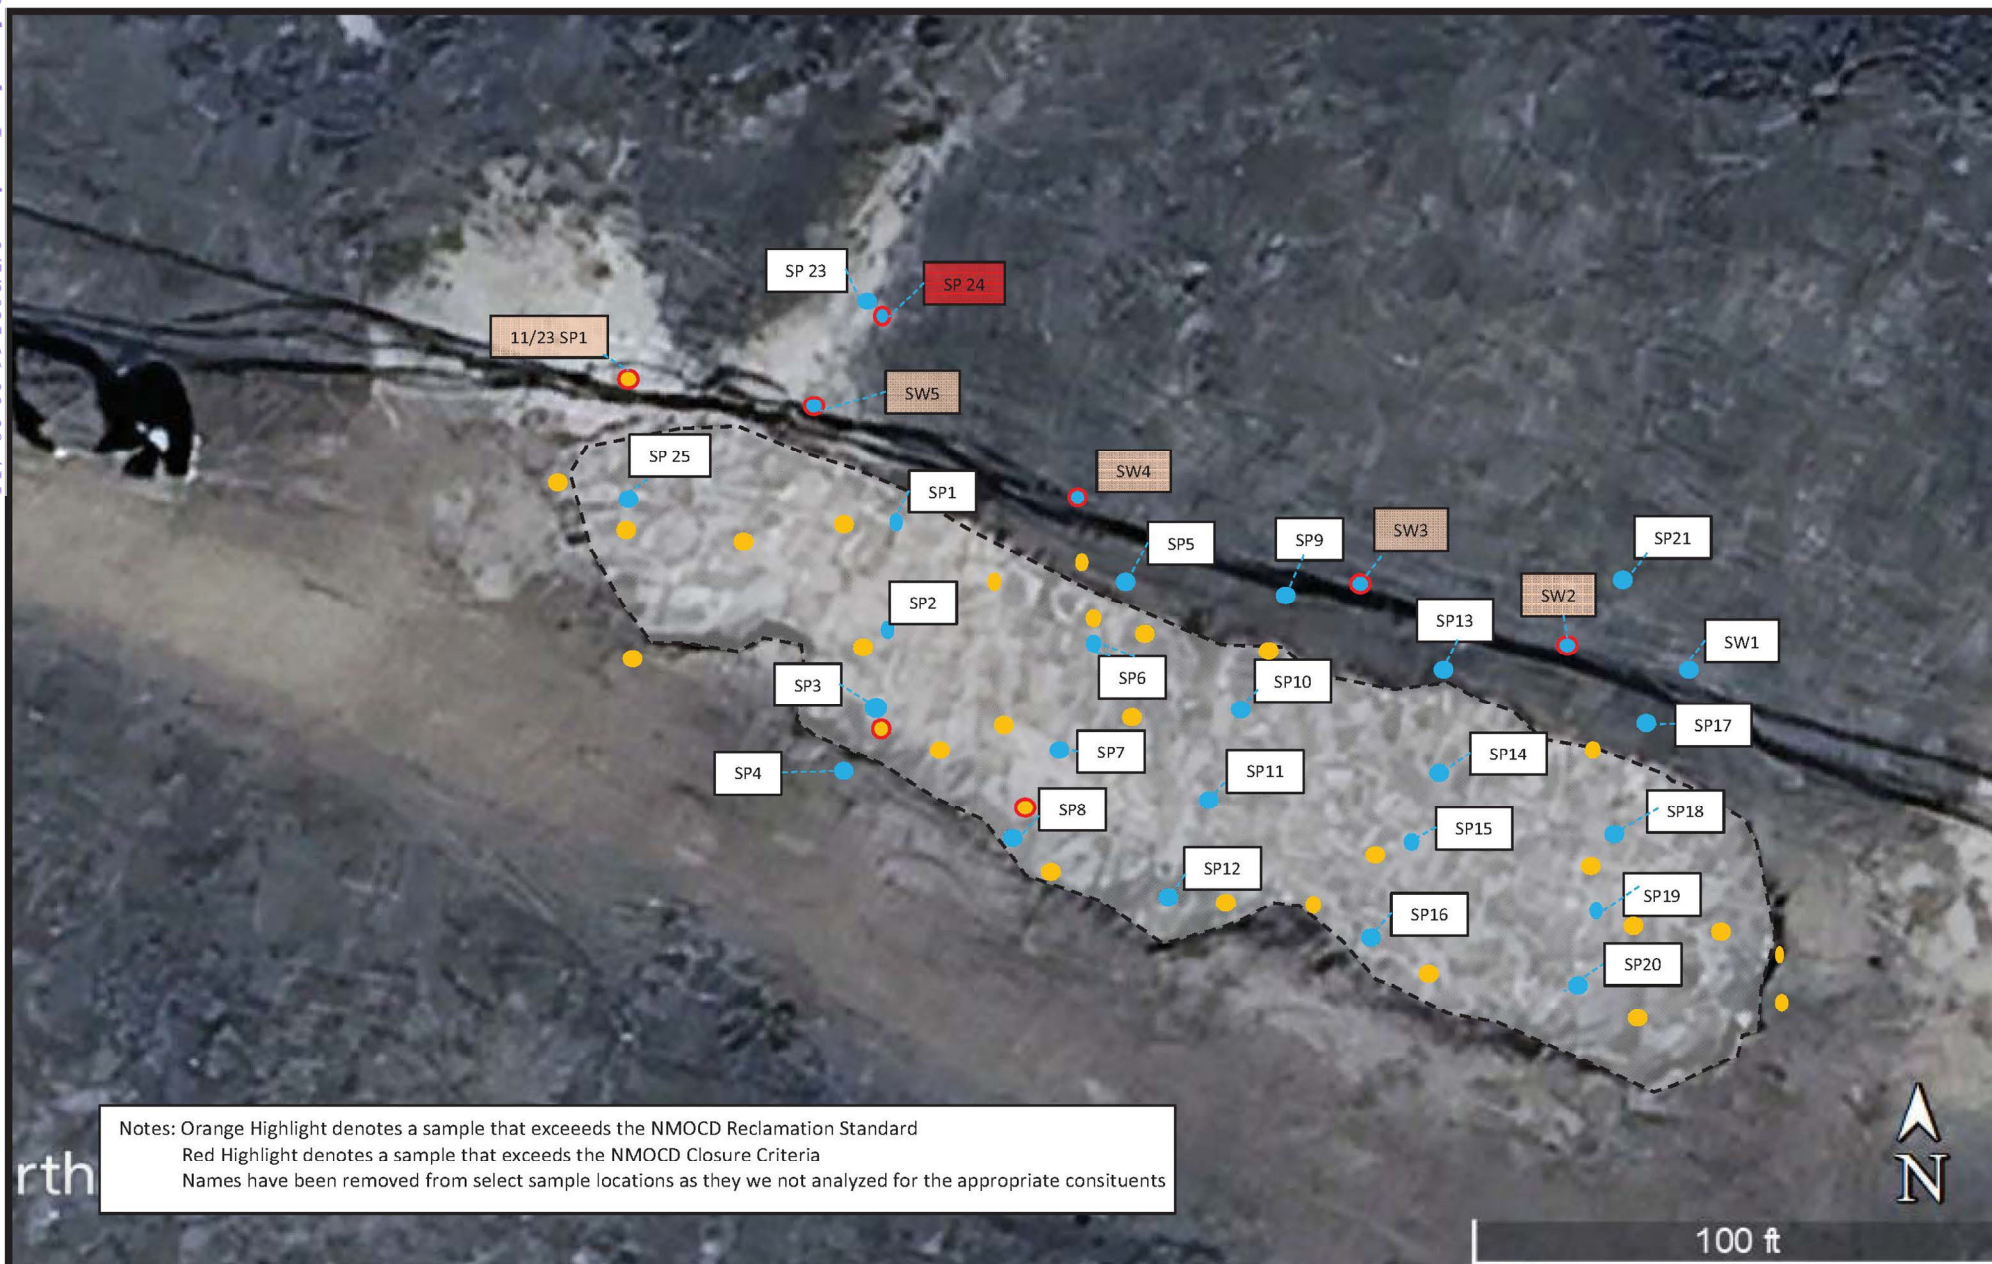 SP 23
SP 24
11/23 SP1
SW5
SP 25
SW4
SP1
SP5
SP9
SW3
SP21
SW2
SP2
SP13
SW1
SP3
SP6
SP10
SP17
SP4
SP7
SP11
SP14
SP8
SP15
SP18
SP12
SP16
SP19
SP20
Notes: Orange Highlight denotes a sample that exceeeds the NMOCD Reclamation Standard
Red Highlight denotes a sample that exceeds the NMOCD Closure Criteria
Names have been removed from select sample locations as they we not analyzed for the appropriate consituents
rth
N
100 ft